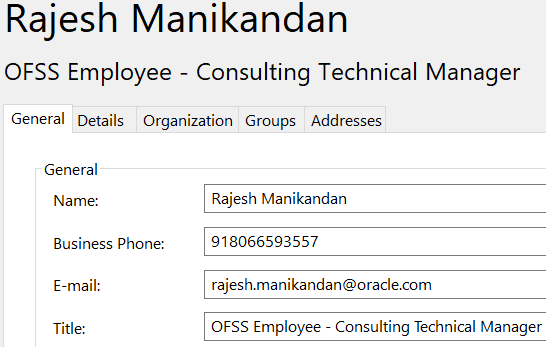 Rajesh Manikandan
OFSS Employee - Consulting Technical Manager
General Details Organization Groups Addresses
General
Name: Rajesh Manikandan
Business Phone: 918066593557
E-mail: rajesh.manikandan@oracle.com
Title: OFSS Employee - Consulting Technical Manager